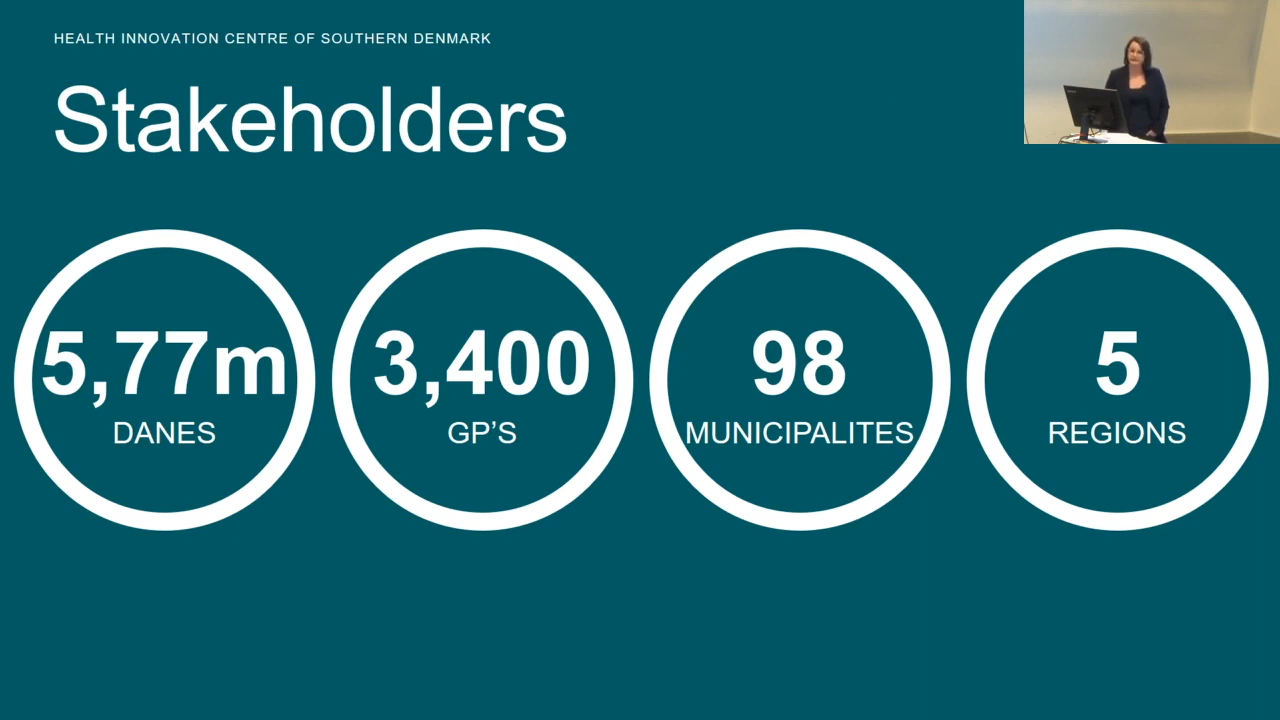 HEALTH INNOVATION CENTRE OF SOUTHERN DENMARK
Stakeholders
5,77m
DANES
3,400
GP’S
98
MUNICIPALITES
5
REGIONS